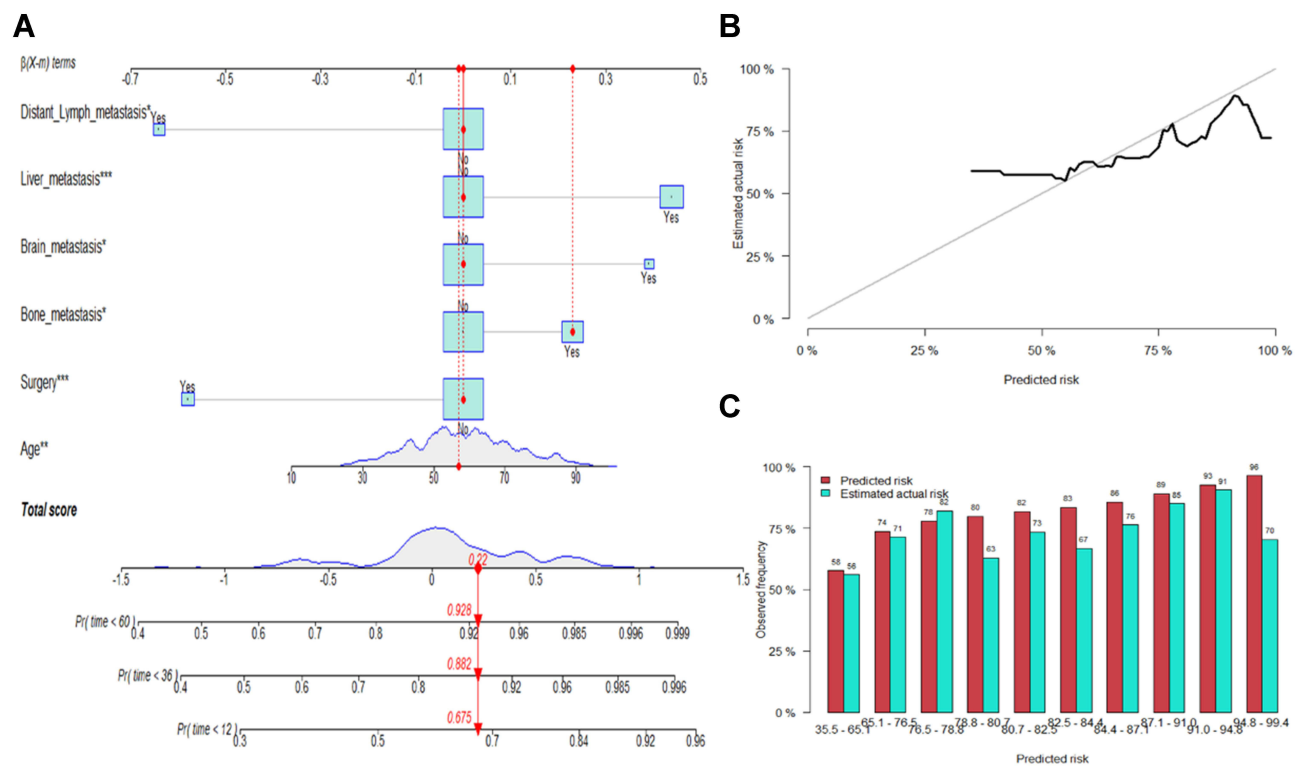 A
β(X-m) terms
-0.7 -0.5 -0.3 -0.1 0.1 0.3 0.5
Distant_Lymph_metastasis*
Yes
No
Liver_metastasis***
No
Yes
Brain_metastasis*
No
Yes
Bone_metastasis*
No
Yes
Surgery***
Yes
No
Age**
10 30 50 70 90
Total score
0.22
-1.5 -1 -0.5 0 0.5 1 1.5
0.928
Pr( time < 60)
0.4 0.5 0.6 0.7 0.8 0.92 0.96 0.985 0.996 0.999
0.882
Pr( time < 36)
0.4 0.5 0.6 0.7 0.8 0.92 0.96 0.985 0.996
0.675
Pr( time < 12)
0.3 0.5 0.7 0.84 0.92 0.96
B
100 %
75 %
50 %
25 %
0 %
Estimated actual risk
0 % 25 % 50 % 75 % 100 %
Predicted risk
C
100 %
75 %
50 %
25 %
0 %
Observed frequency
Predicted risk
Estimated actual risk
58 56 74 71 78 82 80 63 82 73 83 67 86 76 89 85 93 91 96 70
35.5 - 65.1 65.1 - 76.5 76.5 - 78.8 78.8 - 80.7 80.7 - 82.5 82.5 - 84.4 84.4 - 87.1 87.1 - 91.0 91.0 - 94.8 94.8 - 99.4
Predicted risk